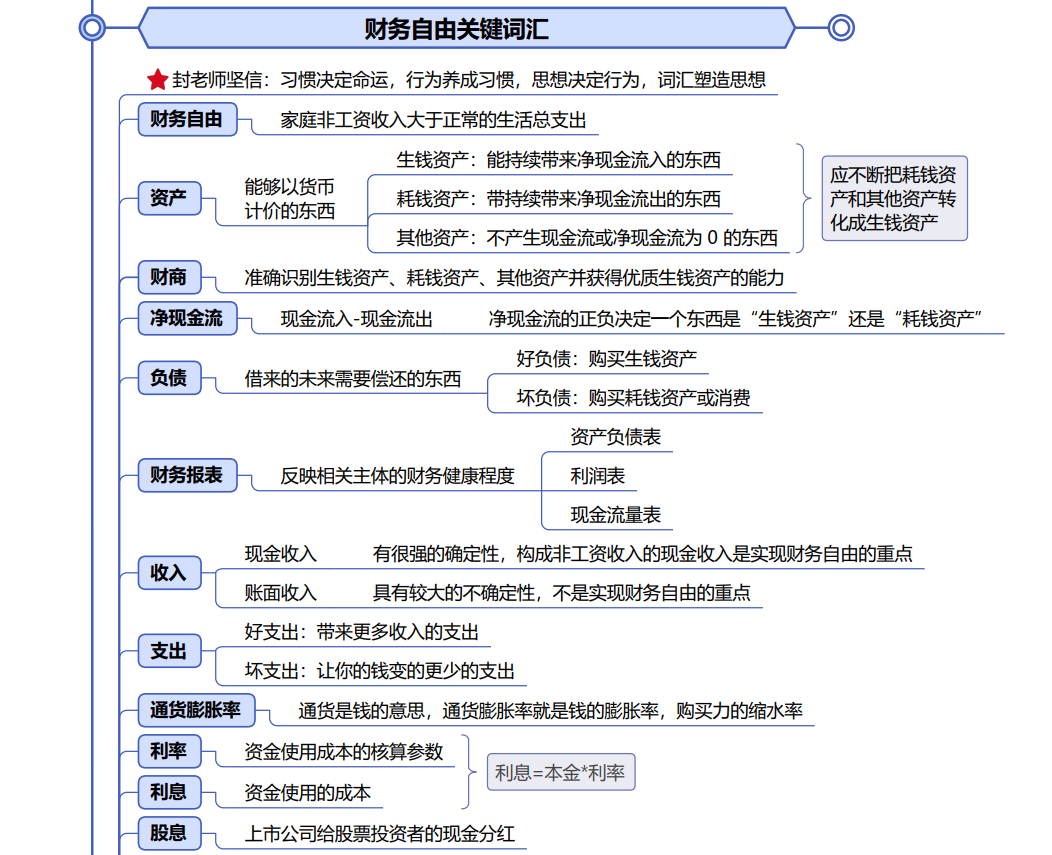 财务自由关键词汇
封老师坚信：习惯决定命运，行为养成习惯，思想决定行为，词汇塑造思想
财务自由
家庭非工资收入大于正常的生活总支出
资产
能够以货币
计价的东西
生钱资产：能持续带来净现金流入的东西
耗钱资产：带持续带来净现金流出的东西
其他资产：不产生现金流或净现金流为 0 的东西
应不断把耗钱资
产和其他资产转
化成生钱资产
财商
准确识别生钱资产、耗钱资产、其他资产并获得优质生钱资产的能力
净现金流
现金流入-现金流出
净现金流的正负决定一个东西是“生钱资产”还是“耗钱资产”
负债
借来的未来需要偿还的东西
好负债：购买生钱资产
坏负债：购买耗钱资产或消费
财务报表
反映相关主体的财务健康程度
资产负债表
利润表
现金流量表
收入
现金收入
有很强的确定性，构成非工资收入的现金收入是实现财务自由的重点
账面收入
具有较大的不确定性，不是实现财务自由的重点
支出
好支出：带来更多收入的支出
坏支出：让你的钱变的更少的支出
通货膨胀率
通货是钱的意思，通货膨胀率就是钱的膨胀率，购买力的缩水率
利率
资金使用成本的核算参数
利息
资金使用的成本
利息=本金*利率
股息
上市公司给股票投资者的现金分红